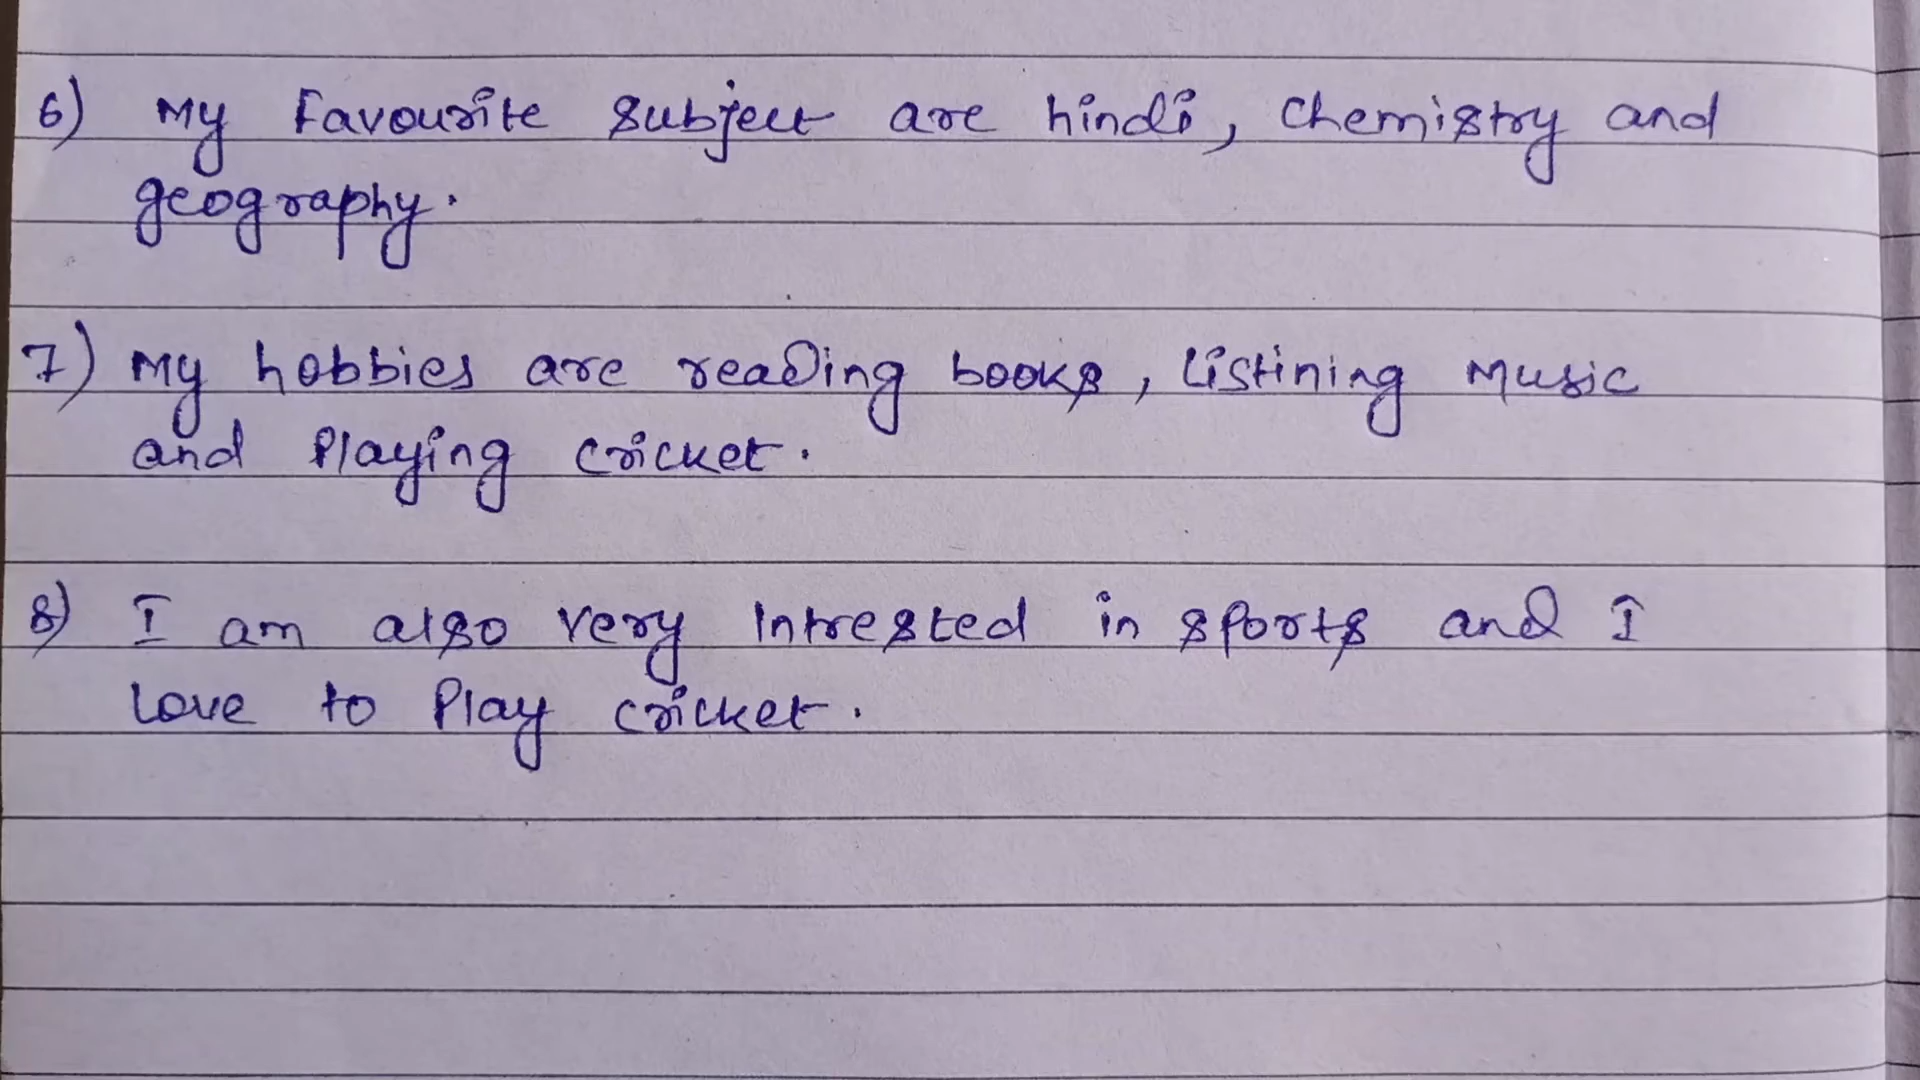 6) My Favourite Subject are hindi, Chemistry and
geography.
7) My hobbies are reading books, Listining Music
and Playing cricket.
8) I am also very Intrested in sports and I
Love to Play cricket.